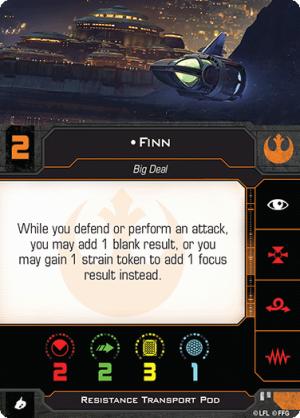 2
• Finn
Big Deal
While you defend or perform an attack,
you may add 1 blank result, or you
may gain 1 strain token to add 1 focus
result instead.
2 2 3 1
Resistance Transport Pod
©LFL ©FFG